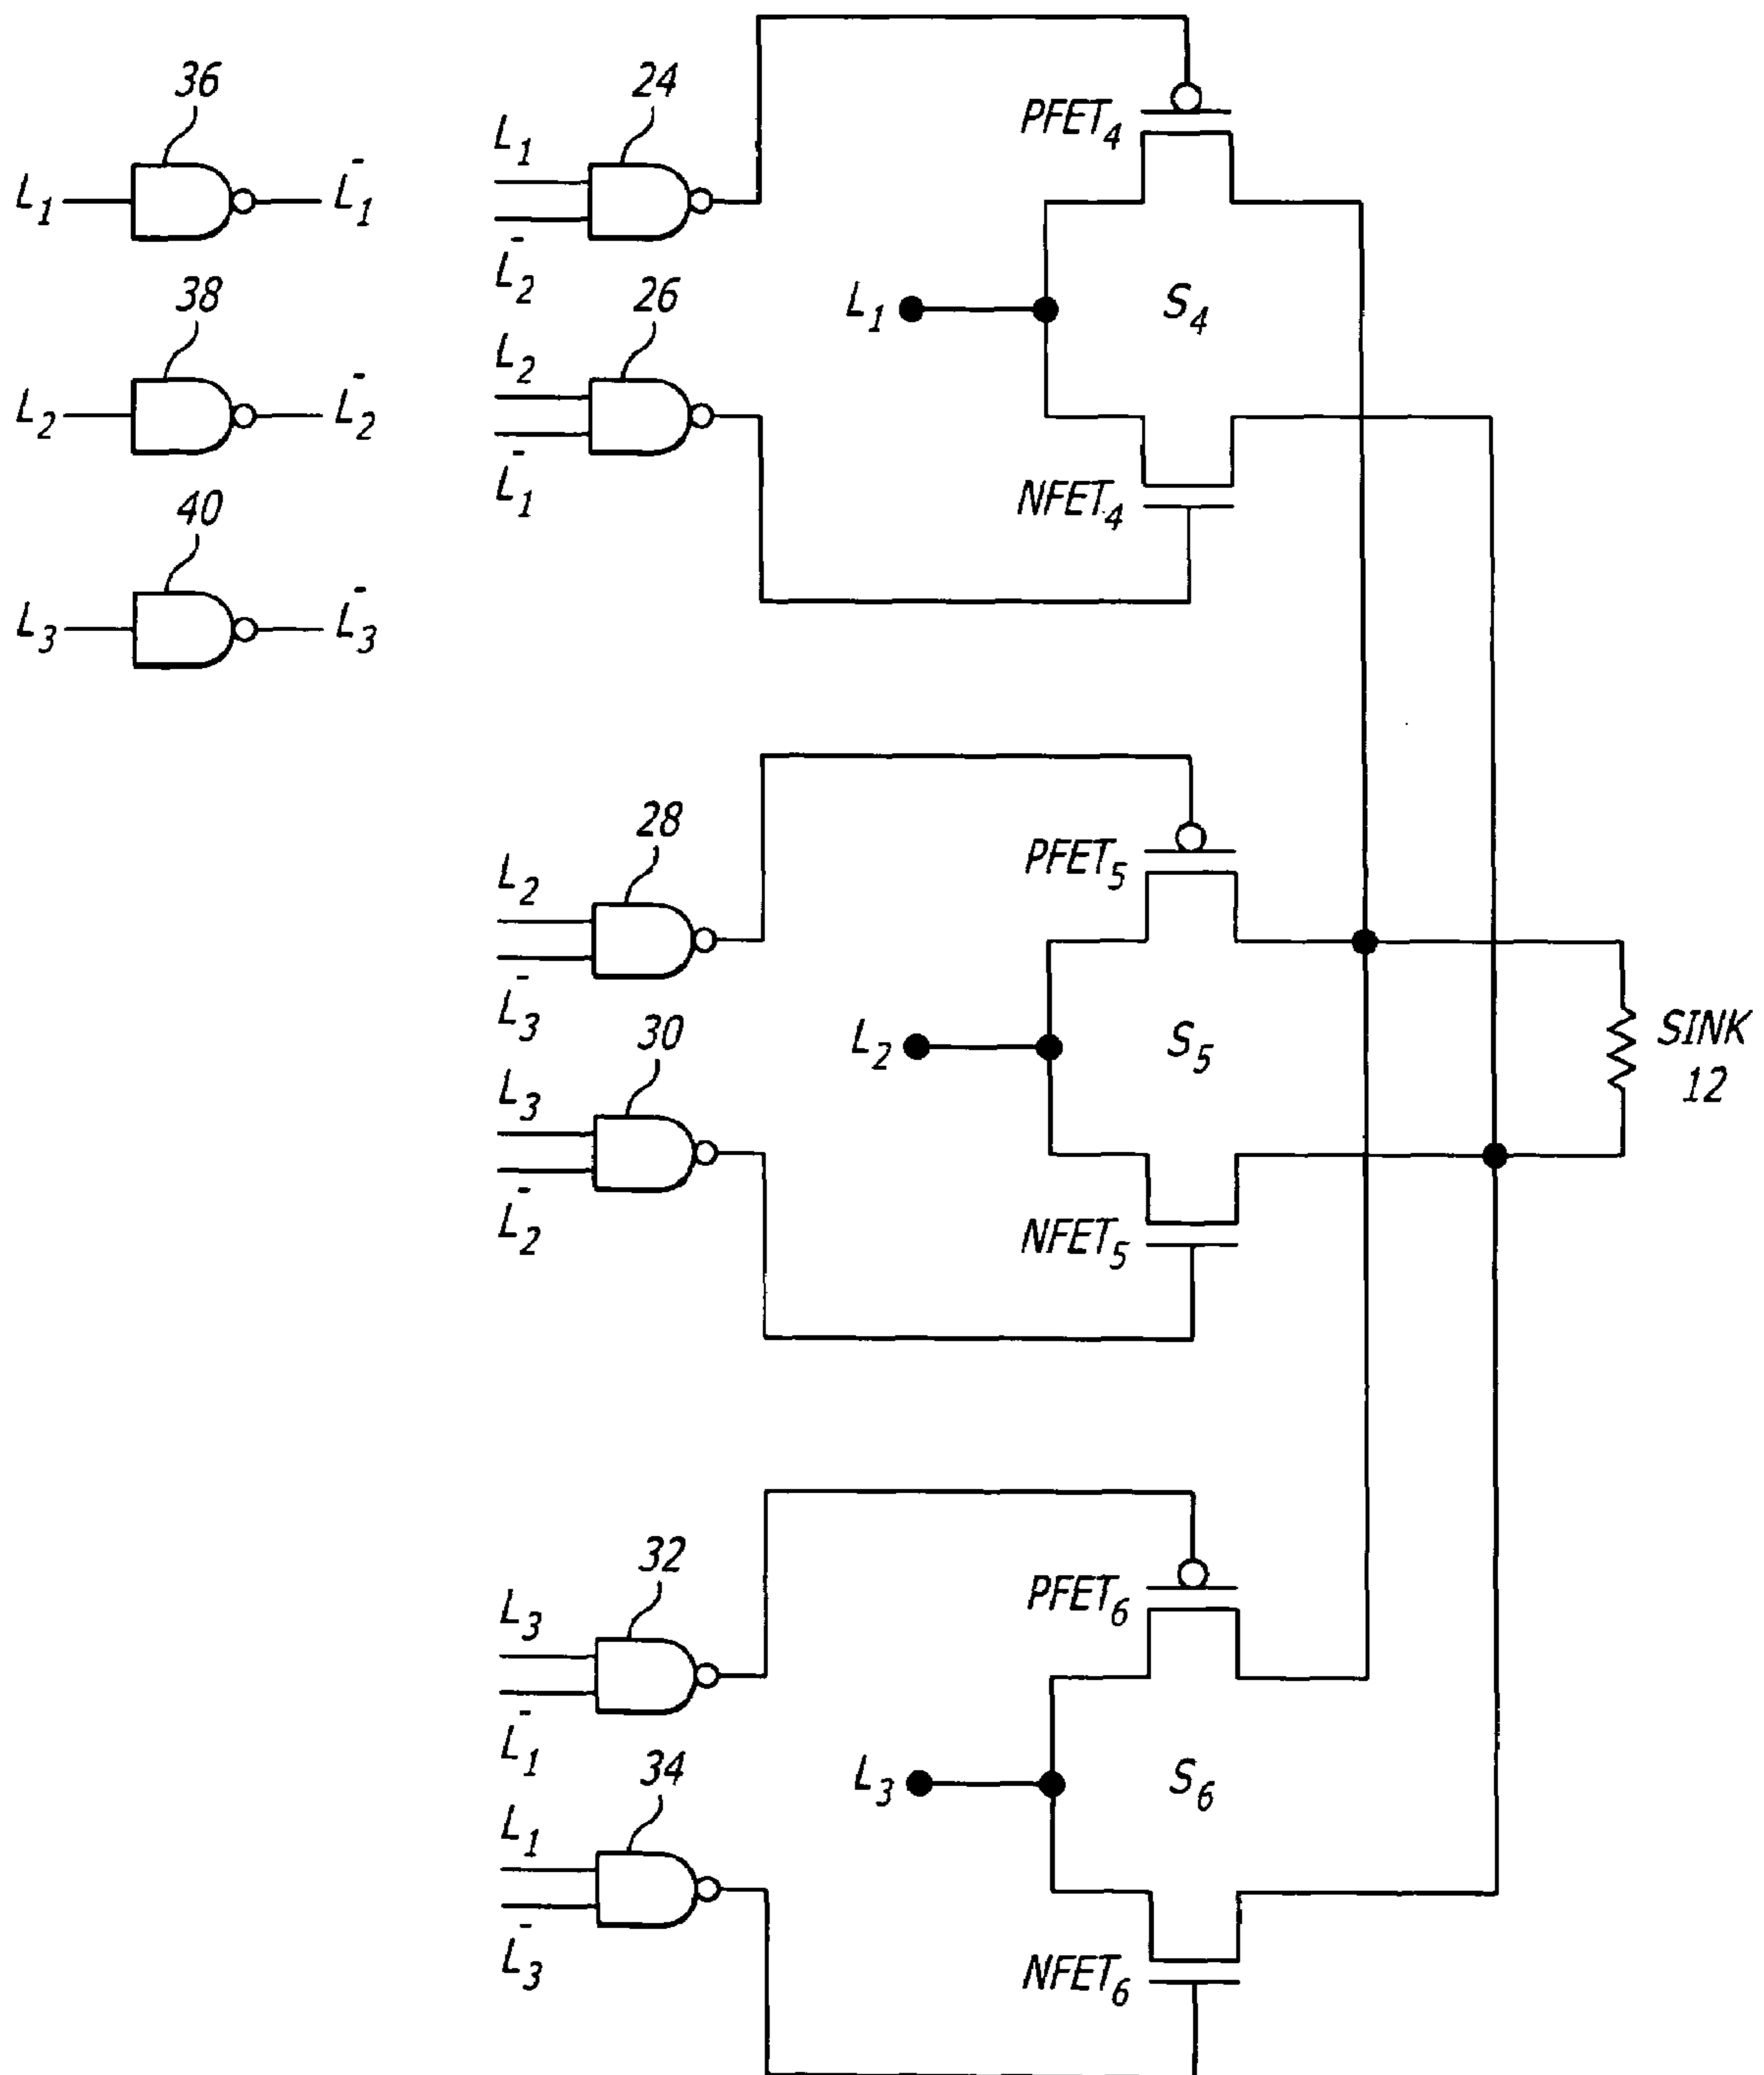 36
L₁ L̄₁
38
L₂ L̄₂
40
L₃ L̄₃
24
L₁
L̄₂
26
L₂
L̄₁
PFET₄
L₁ S₄
NFET₄
28
L₂
L̄₃
30
L₃
L̄₂
PFET₅
L₂ S₅
NFET₅
SINK
12
32
L₃
L̄₁
34
L₁
L̄₃
PFET₆
L₃ S₆
NFET₆